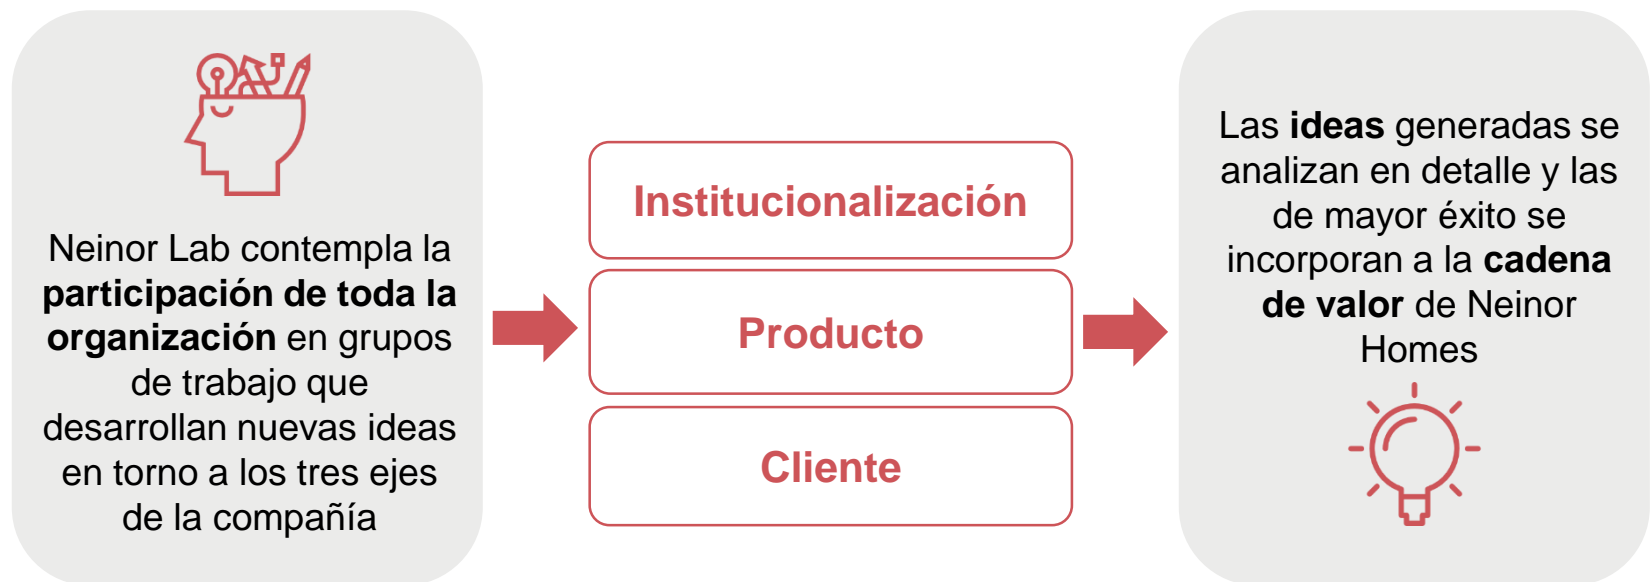 Neinor Lab contempla la
participación de toda la
organización en grupos
de trabajo que
desarrollan nuevas ideas
en torno a los tres ejes
de la compañía
Institucionalización
Producto
Cliente
Las ideas generadas se
analizan en detalle y las
de mayor éxito se
incorporan a la cadena
de valor de Neinor
Homes